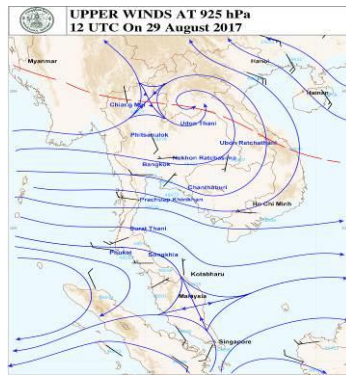 UPPER WINDS AT 925 hPa
12 UTC On 29 August 2017
Myanmar
Hanoi
Hainan
Chiang Mai
Udon Thani
Phitsanulok
Ubon Ratchathani
Nakhon Ratchasima
Bangkok
Chanthaburi
Prachuap Khirikhan
Ho Chi Minh
Surat Thani
Phuket
Songkhla
Kotabharu
Malaysia
Singapore